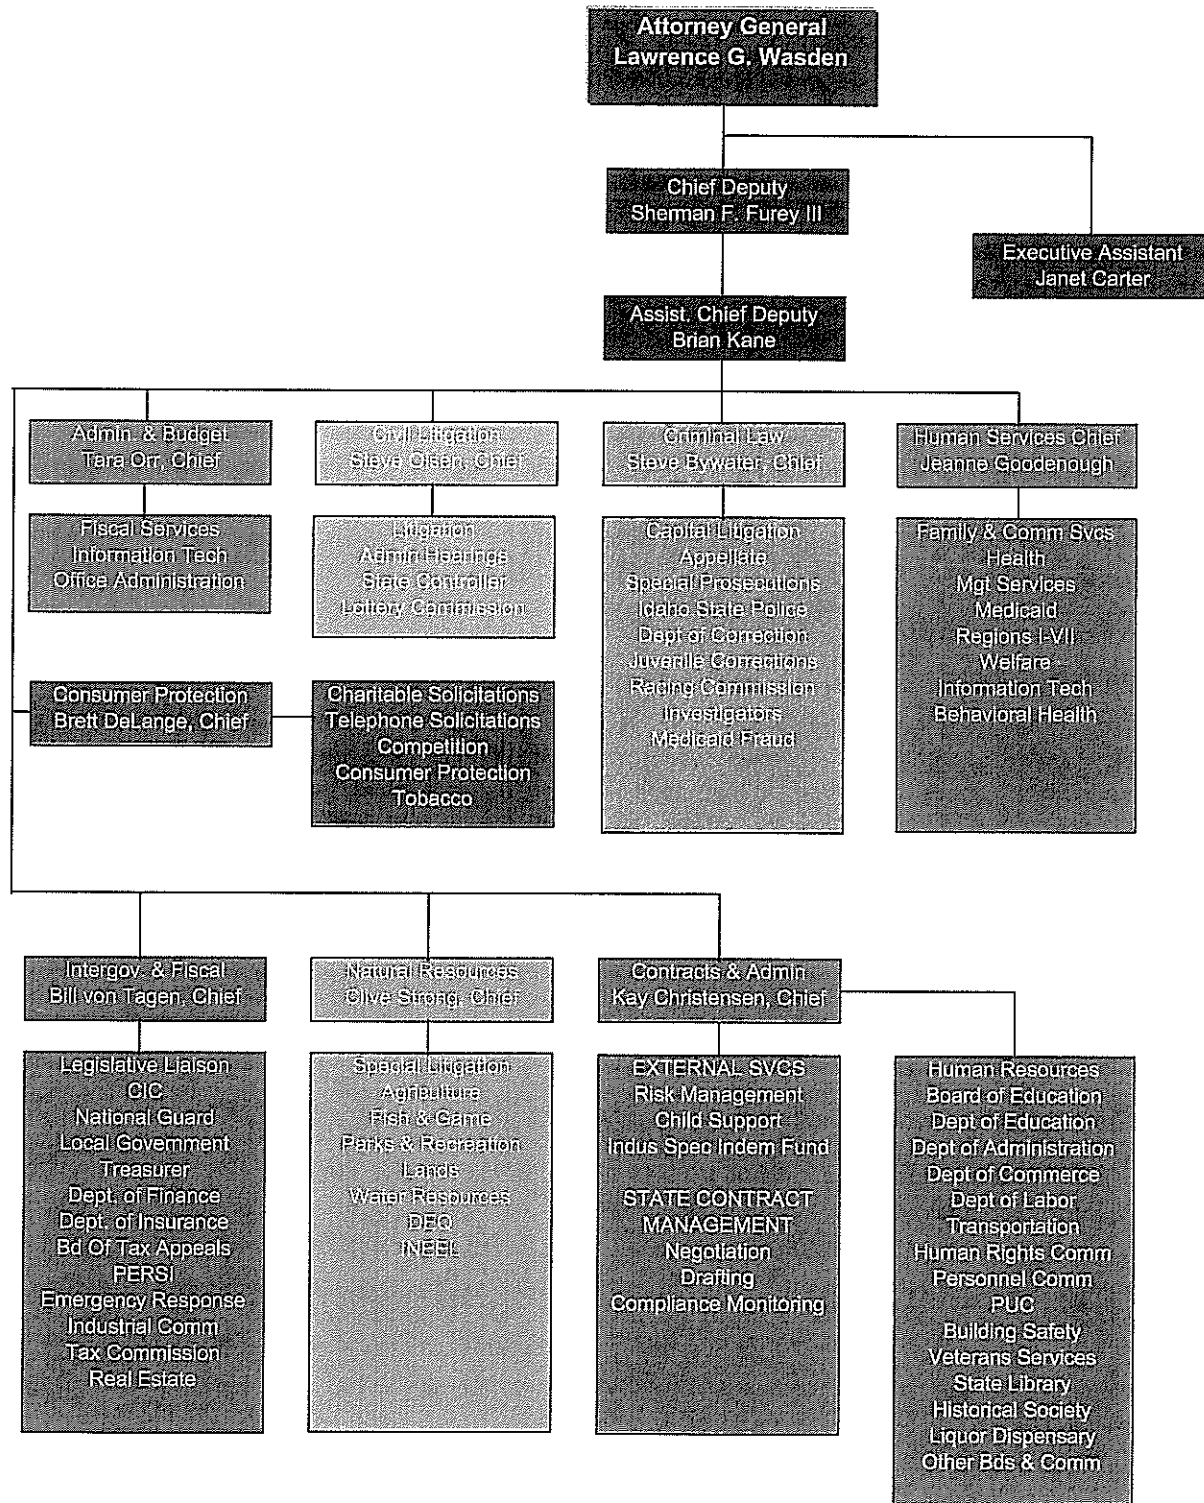 Attorney General
Lawrence G. Wasden
Chief Deputy
Sherman F. Furey III
Executive Assistant
Janet Carter
Assist. Chief Deputy
Brian Kane
Admin. & Budget
Tara Orr, Chief
Civil Litigation
Steve Olsen, Chief
Criminal Law
Steve Bywater, Chief
Human Services Chief
Jeanne Goodenough
Fiscal Services
Information Tech
Office Administration
Litigation
Admin Hearings
State Controller
Lottery Commission
Capital Litigation
Appellate
Special Prosecutions
Idaho State Police
Dept of Correction
Juvenile Corrections
Racing Commission
Investigators
Medicaid Fraud
Family & Comm Svcs
Health
Mgt Services
Medicaid
Regions I-VII
Welfare
Information Tech
Behavioral Health
Consumer Protection
Brett DeLange, Chief
Charitable Solicitations
Telephone Solicitations
Competition
Consumer Protection
Tobacco
Intergov. & Fiscal
Bill von Tagen, Chief
Natural Resources
Clive Strong, Chief
Contracts & Admin
Kay Christensen, Chief
Legislative Liaison
CIC
National Guard
Local Government
Treasurer
Dept. of Finance
Dept. of Insurance
Bd Of Tax Appeals
PERSI
Emergency Response
Industrial Comm
Tax Commission
Real Estate
Special Litigation
Agriculture
Fish & Game
Parks & Recreation
Lands
Water Resources
DEQ
INEEL
EXTERNAL SVCS
Risk Management
Child Support
Indus Spec Indem Fund
STATE CONTRACT
MANAGEMENT
Negotiation
Drafting
Compliance Monitoring
Human Resources
Board of Education
Dept of Education
Dept of Administration
Dept of Commerce
Dept of Labor
Transportation
Human Rights Comm
Personnel Comm
PUC
Building Safety
Veterans Services
State Library
Historical Society
Liquor Dispensary
Other Bds & Comm